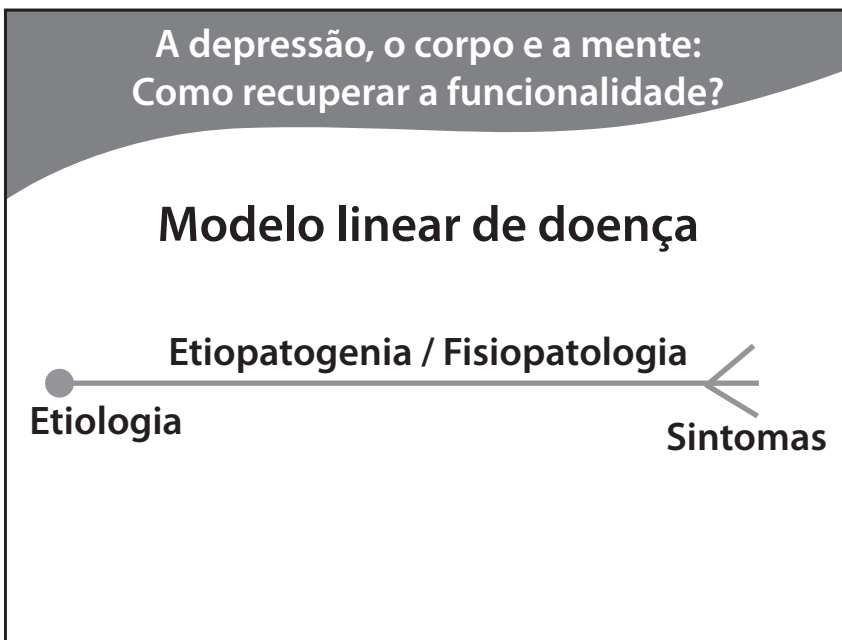 A depressão, o corpo e a mente:
Como recuperar a funcionalidade?
Modelo linear de doença
Etiopatogenia / Fisiopatologia
Etiologia
Sintomas